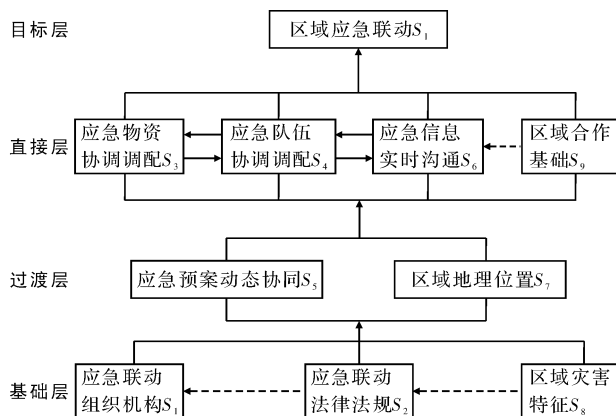 目标层
区域应急联动S₁
直接层
应急物资
协调调配S₃
应急队伍
协调调配S₄
应急信息
实时沟通S₆
区域合作
基础S₉
过渡层
应急预案动态协同S₅
区域地理位置S₇
基础层
应急联动
组织机构S₁
应急联动
法律法规S₂
区域灾害
特征S₈